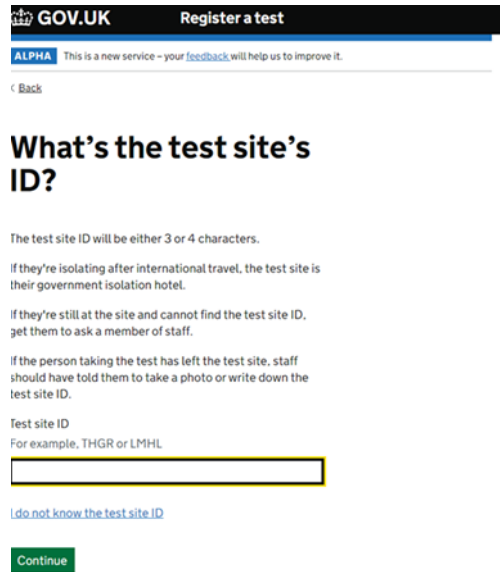 GOV.UK Register a test
ALPHA This is a new service – your feedback will help us to improve it.
Back
What's the test site's
ID?
The test site ID will be either 3 or 4 characters.
If they're isolating after international travel, the test site is
their government isolation hotel.
If they're still at the site and cannot find the test site ID,
get them to ask a member of staff.
If the person taking the test has left the test site, staff
should have told them to take a photo or write down the
test site ID.
Test site ID
For example, THGR or LMHL
I do not know the test site ID
Continue